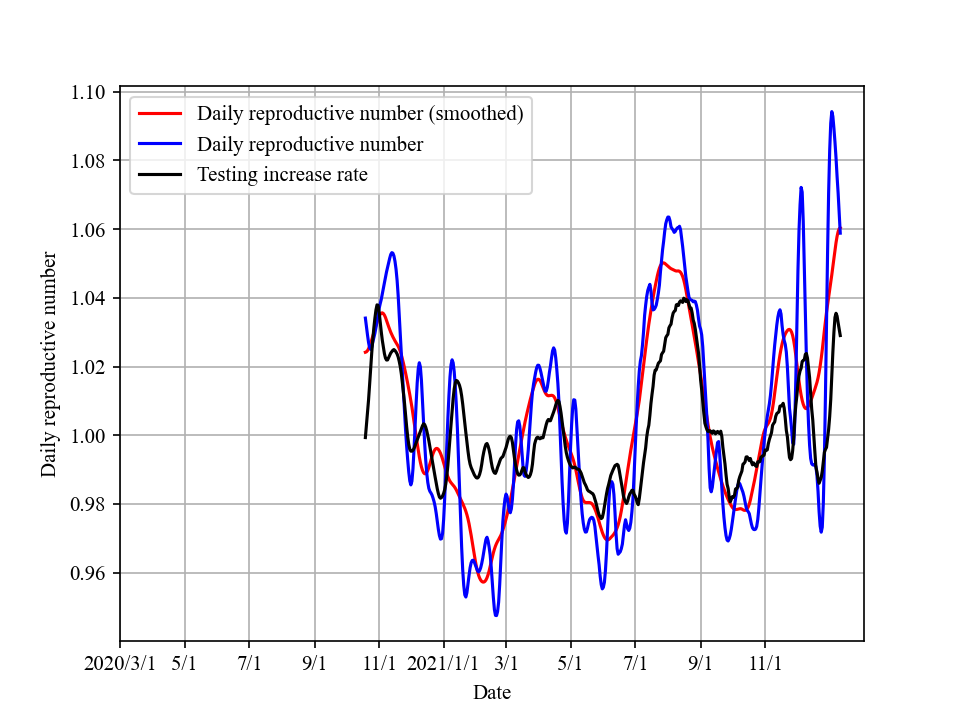 1.10
1.08
1.06
1.04
1.02
1.00
0.98
0.96
Daily reproductive number
Daily reproductive number (smoothed)
Daily reproductive number
Testing increase rate
2020/3/1 5/1 7/1 9/1 11/1 2021/1/1 3/1 5/1 7/1 9/1 11/1
Date